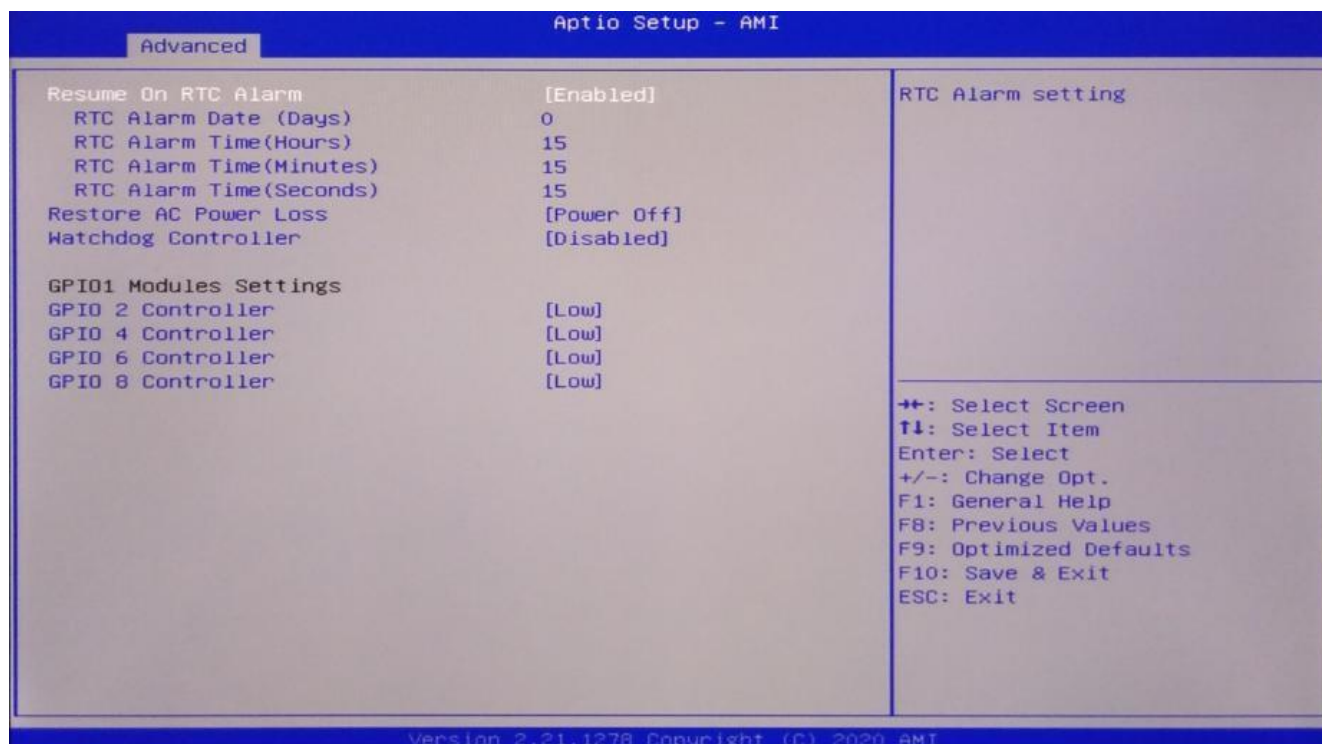 Aptio Setup – AMI
Advanced
Resume On RTC Alarm [Enabled]
RTC Alarm Date (Days) 0
RTC Alarm Time(Hours) 15
RTC Alarm Time(Minutes) 15
RTC Alarm Time(Seconds) 15
Restore AC Power Loss [Power Off]
Watchdog Controller [Disabled]
GPIO1 Modules Settings
GPIO 2 Controller [Low]
GPIO 4 Controller [Low]
GPIO 6 Controller [Low]
GPIO 8 Controller [Low]
RTC Alarm setting
→←: Select Screen
↑↓: Select Item
Enter: Select
+/-: Change Opt.
F1: General Help
F8: Previous Values
F9: Optimized Defaults
F10: Save & Exit
ESC: Exit
Version 2.21.1278 Copyright (C) 2020 AMI